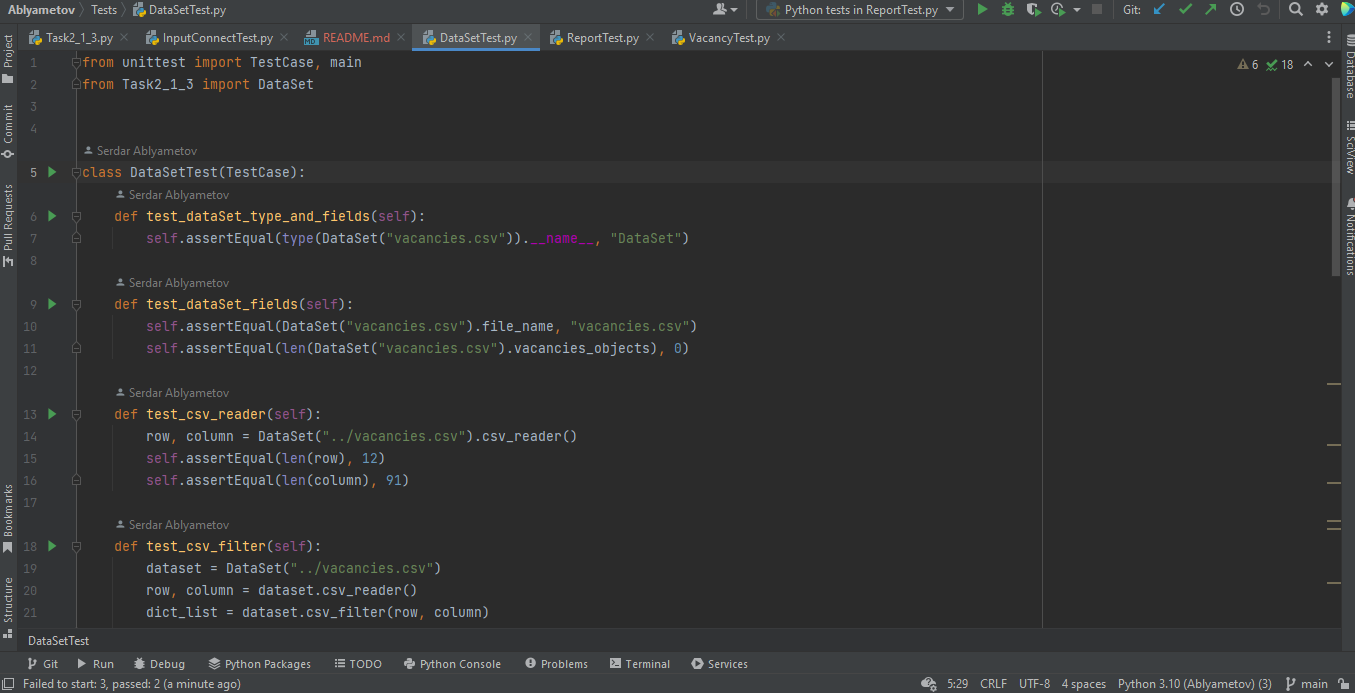 Ablyametov Tests DataSetTest.py Python tests in ReportTest.py Git:
Task2_1_3.py InputConnectTest.py README.md DataSetTest.py ReportTest.py VacancyTest.py
Project
Commit
Pull Requests
Bookmarks
Structure
6 18
1 from unittest import TestCase, main
2 from Task2_1_3 import DataSet
3
4
Serdar Ablyametov
5 class DataSetTest(TestCase):
Serdar Ablyametov
6 def test_dataSet_type_and_fields(self):
7 self.assertEqual(type(DataSet("vacancies.csv")).__name__, "DataSet")
8
Serdar Ablyametov
9 def test_dataSet_fields(self):
10 self.assertEqual(DataSet("vacancies.csv").file_name, "vacancies.csv")
11 self.assertEqual(len(DataSet("vacancies.csv").vacancies_objects), 0)
12
Serdar Ablyametov
13 def test_csv_reader(self):
14 row, column = DataSet("../vacancies.csv").csv_reader()
15 self.assertEqual(len(row), 12)
16 self.assertEqual(len(column), 91)
17
Serdar Ablyametov
18 def test_csv_filter(self):
19 dataset = DataSet("../vacancies.csv")
20 row, column = dataset.csv_reader()
21 dict_list = dataset.csv_filter(row, column)
Database
SciView
Notifications
DataSetTest
Git Run Debug Python Packages TODO Python Console Problems Terminal Services
Failed to start: 3, passed: 2 (a minute ago) 5:29 CRLF UTF-8 4 spaces Python 3.10 (Ablyametov) (3) main